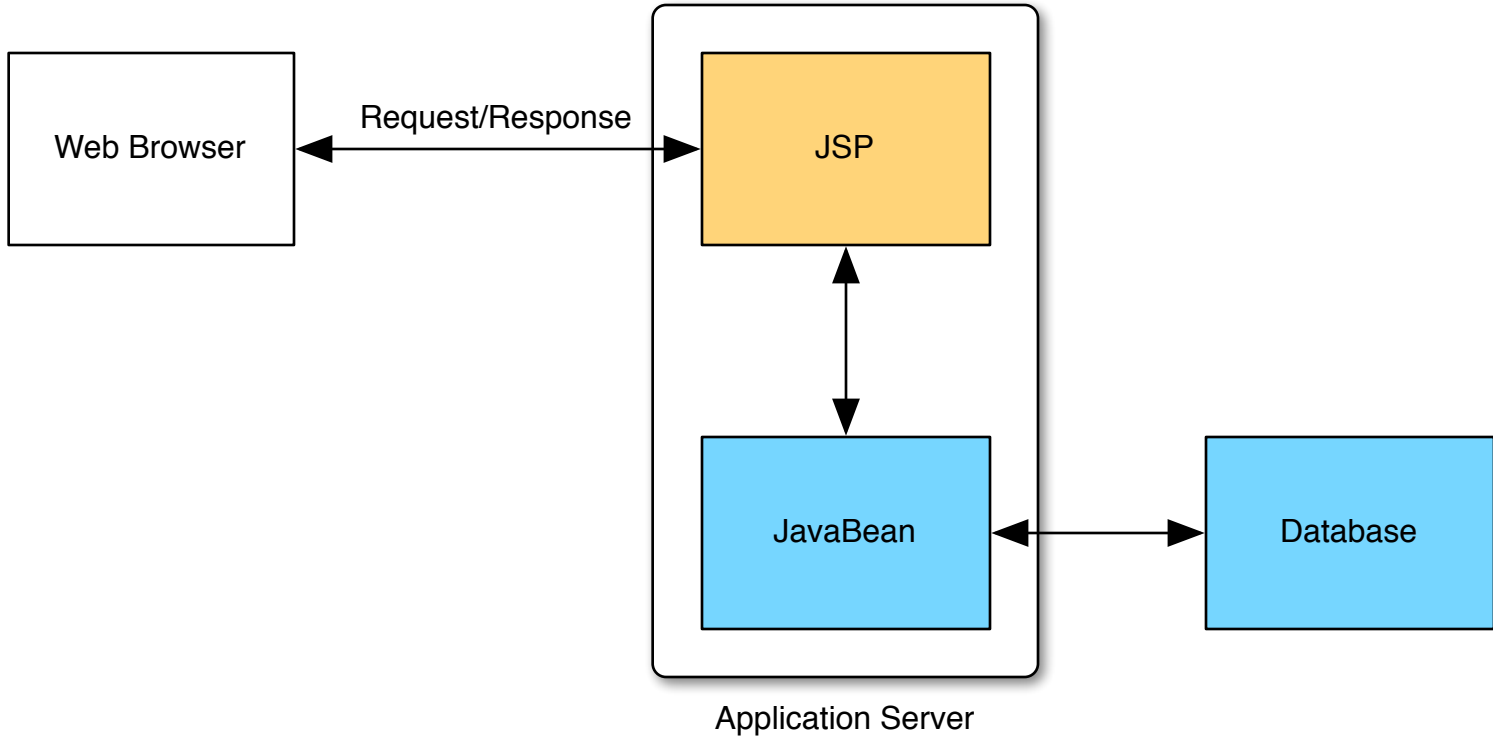 Request/Response
Web Browser
JSP
JavaBean
Database
Application Server